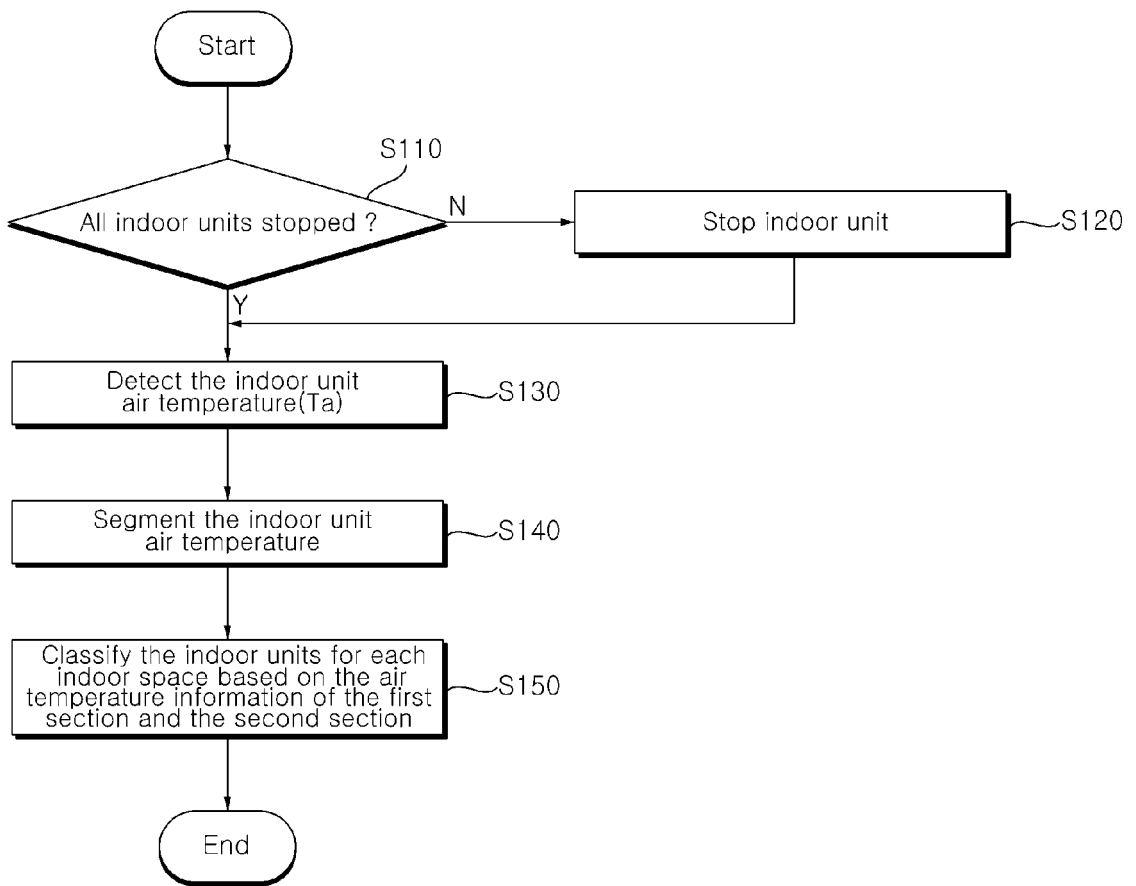 Start
S110
All indoor units stopped ?
N
Stop indoor unit
S120
Y
Detect the indoor unit
air temperature(Ta)
S130
Segment the indoor unit
air temperature
S140
Classify the indoor units for each
indoor space based on the air
temperature information of the first
section and the second section
S150
End